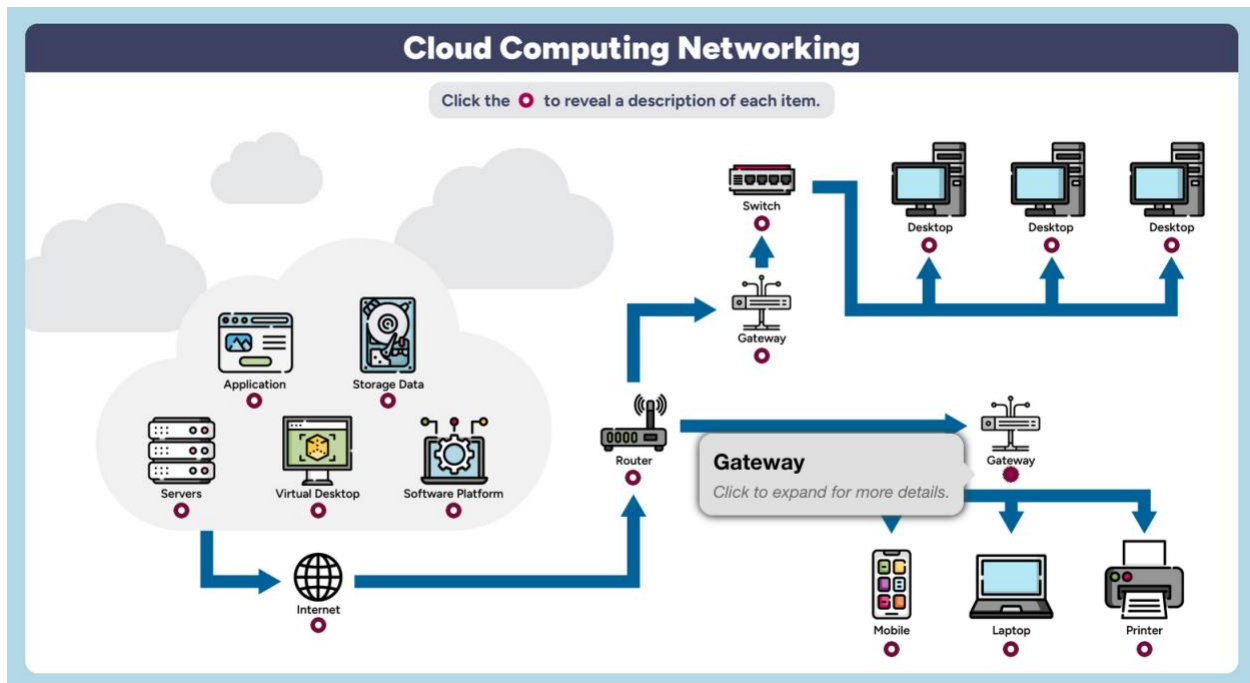 Cloud Computing Networking
Click the to reveal a description of each item.
Switch
Desktop
Desktop
Desktop
Gateway
Application
Storage Data
Servers
Virtual Desktop
Software Platform
Router
Gateway
Gateway
Click to expand for more details.
Internet
Mobile
Laptop
Printer